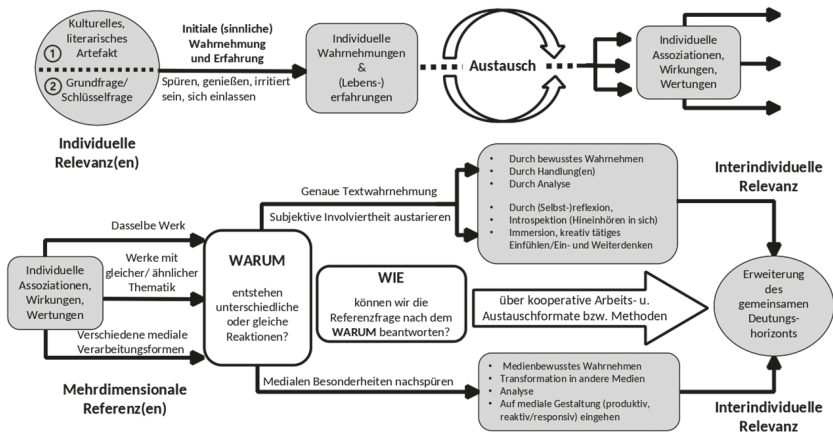 Kulturelles,
literarisches
Artefakt
1
2
Grundfrage/
Schlüsselfrage
Individuelle
Relevanz(en)
Initiale (sinnliche)
Wahrnehmung
und Erfahrung
Spüren, genießen, irritiert
sein, sich einlassen
Individuelle
Wahrnehmungen
&
(Lebens-)
erfahrungen
Austausch
Individuelle
Assoziationen,
Wirkungen,
Wertungen
Individuelle
Assoziationen,
Wirkungen,
Wertungen
Dasselbe Werk
Werke mit
gleicher/ ähnlicher
Thematik
Verschiedene mediale
Verarbeitungsformen
Mehrdimensionale
Referenz(en)
WARUM
entstehen
unterschiedliche
oder gleiche
Reaktionen?
Genaue Textwahrnehmung
Subjektive Involviertheit austarieren
• Durch bewusstes Wahrnehmen
• Durch Handlung(en)
• Durch Analyse
• Durch (Selbst-)reflexion,
• Introspektion (Hineinhören in sich)
• Immersion, kreativ tätiges
Einfühlen/Ein- und Weiterdenken
Interindividuelle
Relevanz
WIE
können wir die
Referenzfrage nach dem
WARUM beantworten?
über kooperative Arbeits- u.
Austauschformate bzw. Methoden
Erweiterung
des
gemeinsamen
Deutungs-
horizonts
Medialen Besonderheiten nachspüren
• Medienbewusstes Wahrnehmen
• Transformation in andere Medien
• Analyse
• Auf mediale Gestaltung (produktiv,
reaktiv/responsiv) eingehen
Interindividuelle
Relevanz